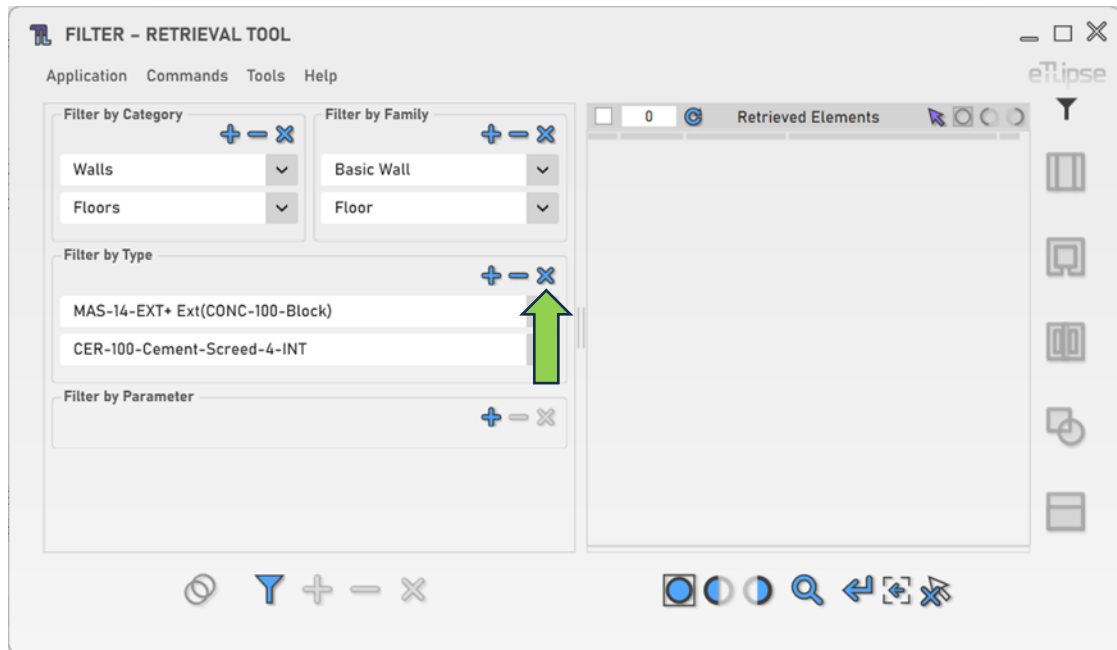 FILTER – RETRIEVAL TOOL
Application Commands Tools Help
eTLipse
Filter by Category
Walls
Floors
Filter by Family
Basic Wall
Floor
Filter by Type
MAS-14-EXT+ Ext(CONC-100-Block)
CER-100-Cement-Screed-4-INT
Filter by Parameter
0 Retrieved Elements